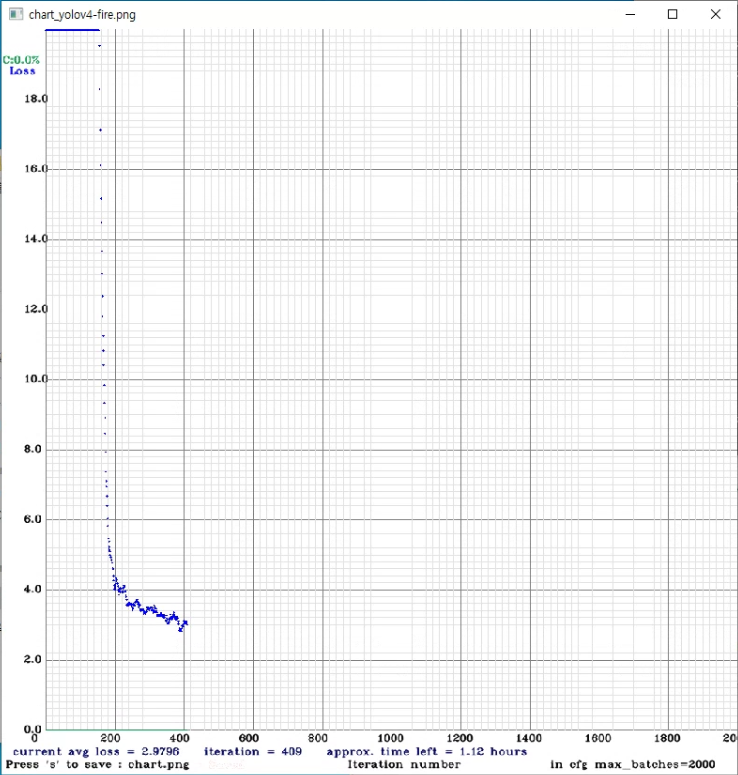 chart_yolov4-fire.png
C:0.0%
Loss
18.0
16.0
14.0
12.0
10.0
8.0
6.0
4.0
2.0
0.0
0 200 400 600 800 1000 1200 1400 1600 1800 20
current avg loss = 2.9796 iteration = 409 approx. time left = 1.12 hours
Press 's' to save : chart.png Iteration number in cfg max_batches=2000